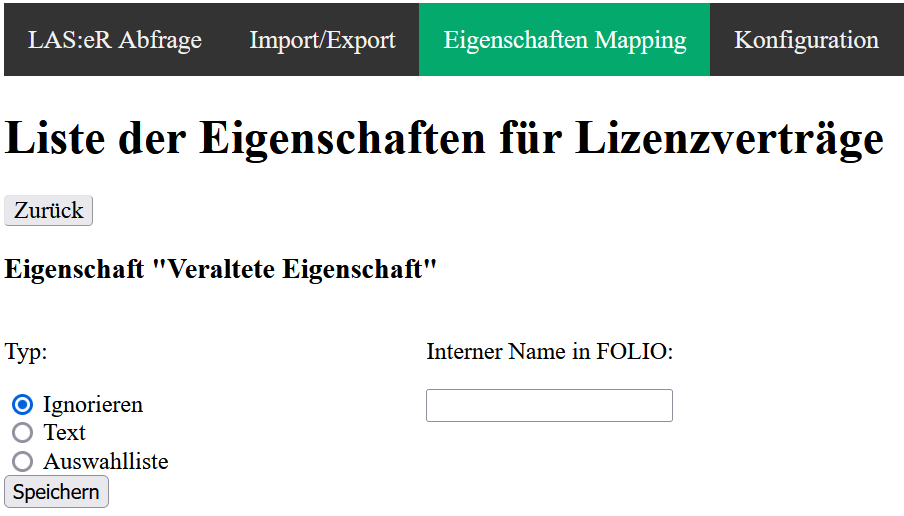 LAS:eR Abfrage Import/Export Eigenschaften Mapping Konfiguration
Liste der Eigenschaften für Lizenzverträge
Zurück
Eigenschaft "Veraltete Eigenschaft"
Typ: Interner Name in FOLIO:
Ignorieren
Text
Auswahlliste
Speichern